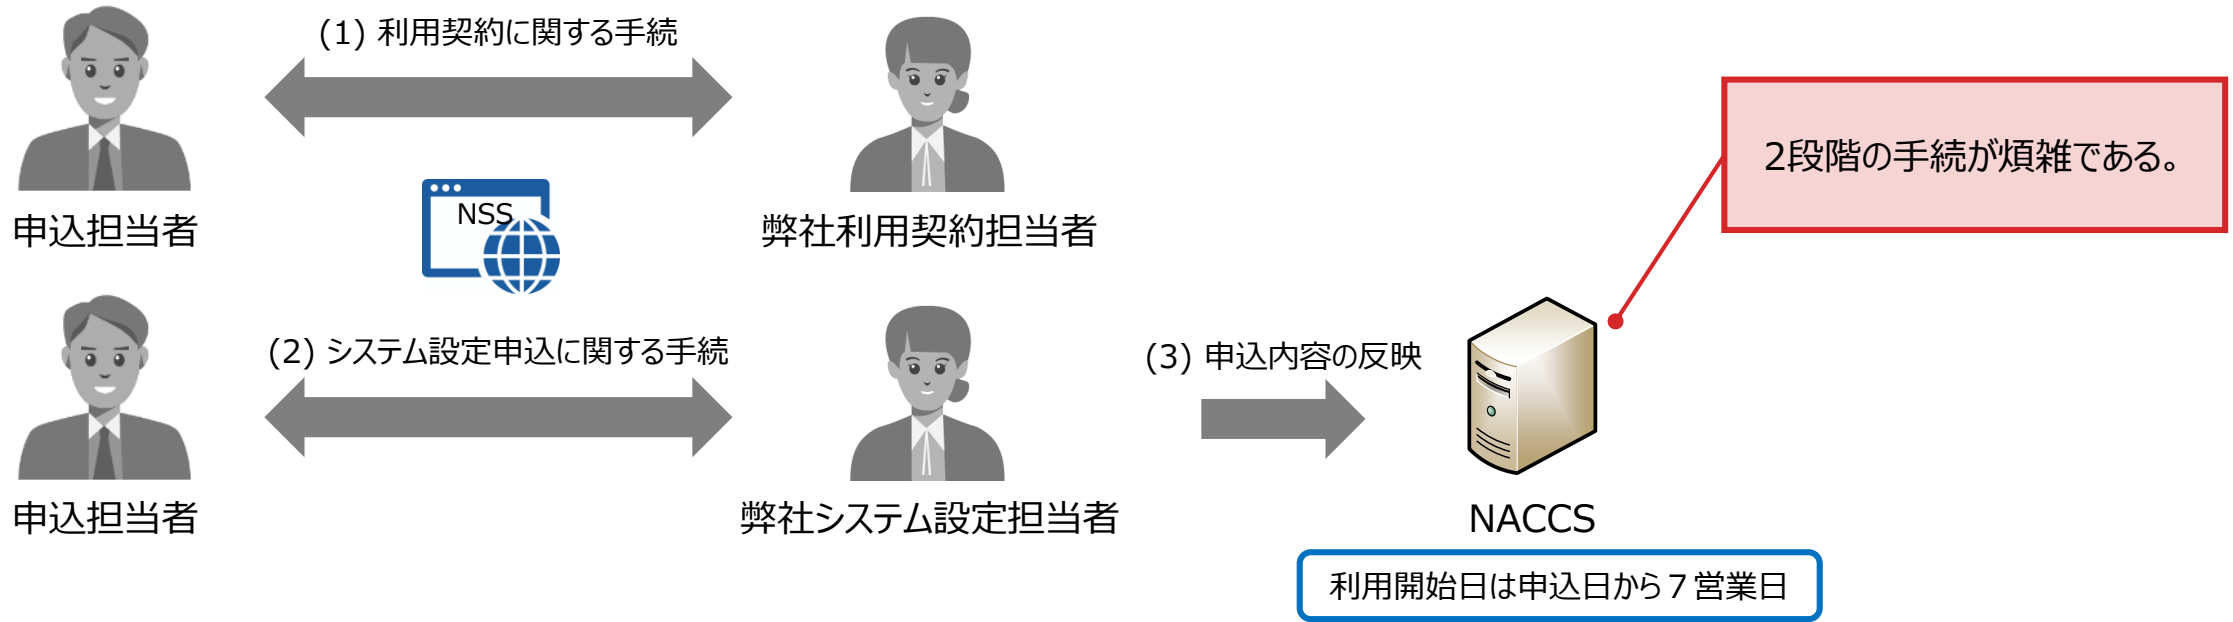 (1) 利用契約に関する手続
2段階の手続が煩雑である。
NSS
申込担当者
弊社利用契約担当者
(2) システム設定申込に関する手続
(3) 申込内容の反映
申込担当者
弊社システム設定担当者
NACCS
利用開始日は申込日から７営業日